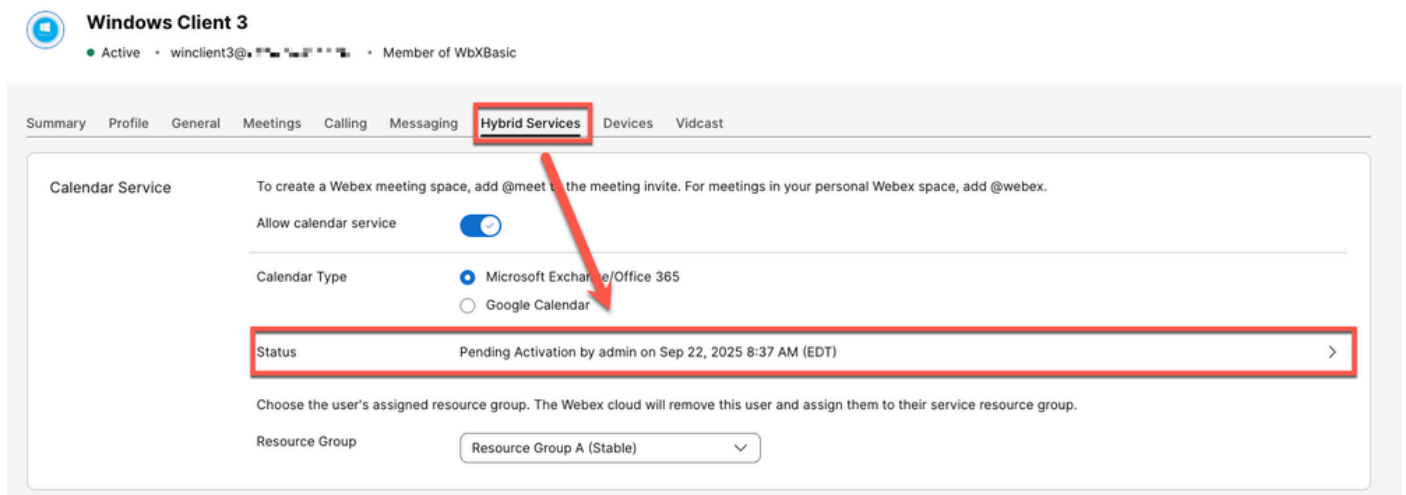 Windows Client 3
Active • winclient3@ • Member of WbXBasic
Summary Profile General Meetings Calling Messaging Hybrid Services Devices Vidcast
Calendar Service To create a Webex meeting space, add @meet to the meeting invite. For meetings in your personal Webex space, add @webex.
Allow calendar service
Calendar Type Microsoft Exchange/Office 365
Google Calendar
Status Pending Activation by admin on Sep 22, 2025 8:37 AM (EDT)
Choose the user's assigned resource group. The Webex cloud will remove this user and assign them to their service resource group.
Resource Group Resource Group A (Stable)